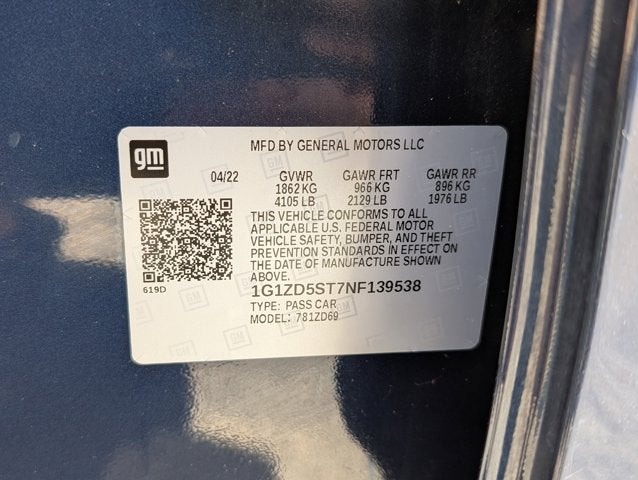 gm
MFD BY GENERAL MOTORS LLC
04/22 GVWR GAWR FRT GAWR RR
1862 KG 966 KG 896 KG
4105 LB 2129 LB 1976 LB
THIS VEHICLE CONFORMS TO ALL
APPLICABLE U.S. FEDERAL MOTOR
VEHICLE SAFETY, BUMPER, AND THEFT
PREVENTION STANDARDS IN EFFECT ON
THE DATE OF MANUFACTURE SHOWN
ABOVE.
619D
1G1ZD5ST7NF139538
TYPE: PASS CAR
MODEL: 781ZD69